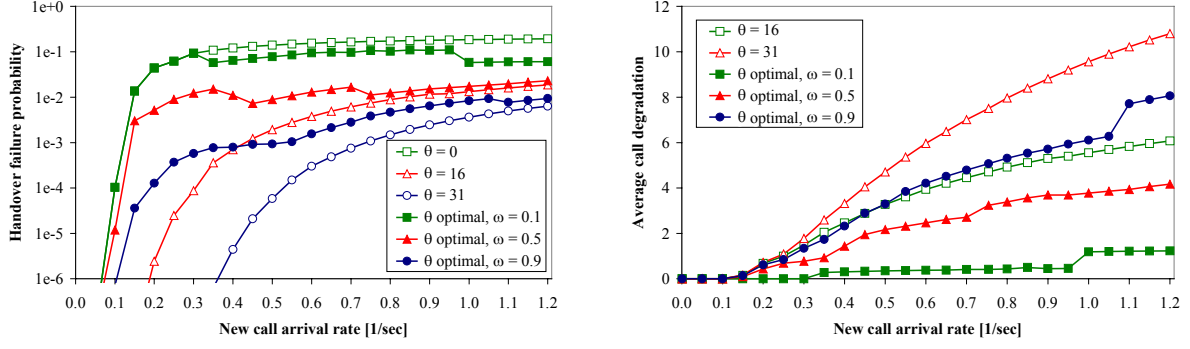 Handover failure probability
1e+0
1e-1
1e-2
1e-3
1e-4
1e-5
1e-6
θ = 0
θ = 16
θ = 31
θ optimal, ω = 0.1
θ optimal, ω = 0.5
θ optimal, ω = 0.9
0.0 0.1 0.2 0.3 0.4 0.5 0.6 0.7 0.8 0.9 1.0 1.1 1.2
New call arrival rate [1/sec]
Average call degradation
12
10
8
6
4
2
0
θ = 16
θ = 31
θ optimal, ω = 0.1
θ optimal, ω = 0.5
θ optimal, ω = 0.9
0.0 0.1 0.2 0.3 0.4 0.5 0.6 0.7 0.8 0.9 1.0 1.1 1.2
New call arrival rate [1/sec]